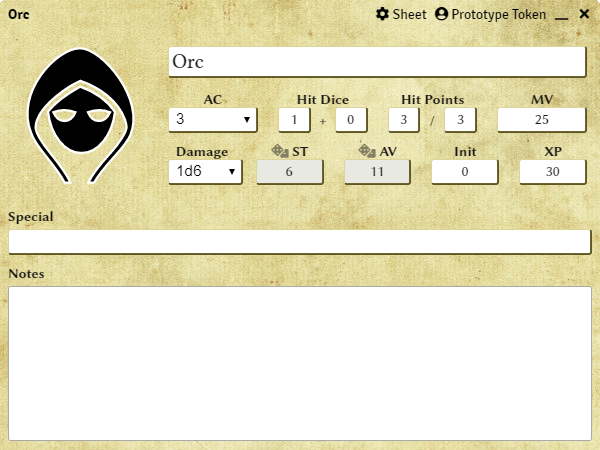 Orc Sheet Prototype Token
Orc
AC Hit Dice Hit Points MV
3 1 + 0 3 / 3 25
Damage ST AV Init XP
1d6 6 11 0 30
Special
Notes